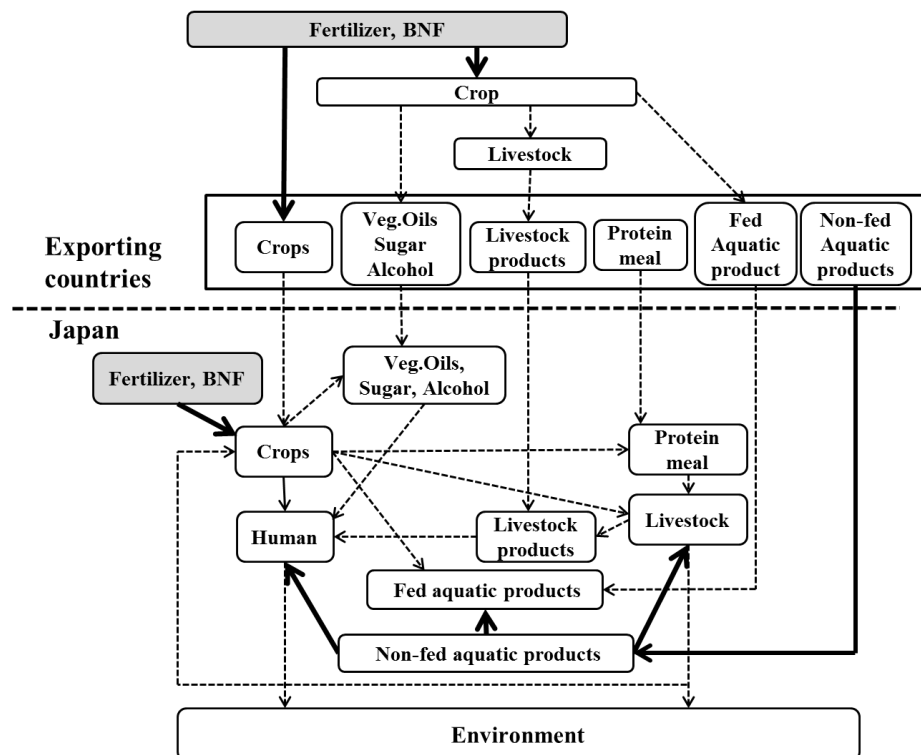 Fertilizer, BNF
Crop
Livestock
Exporting
countries
Crops
Veg.Oils
Sugar
Alcohol
Livestock
products
Protein
meal
Fed
Aquatic
product
Non-fed
Aquatic
products
Japan
Fertilizer, BNF
Veg.Oils,
Sugar, Alcohol
Crops
Protein
meal
Human
Livestock
products
Livestock
Fed aquatic products
Non-fed aquatic products
Environment